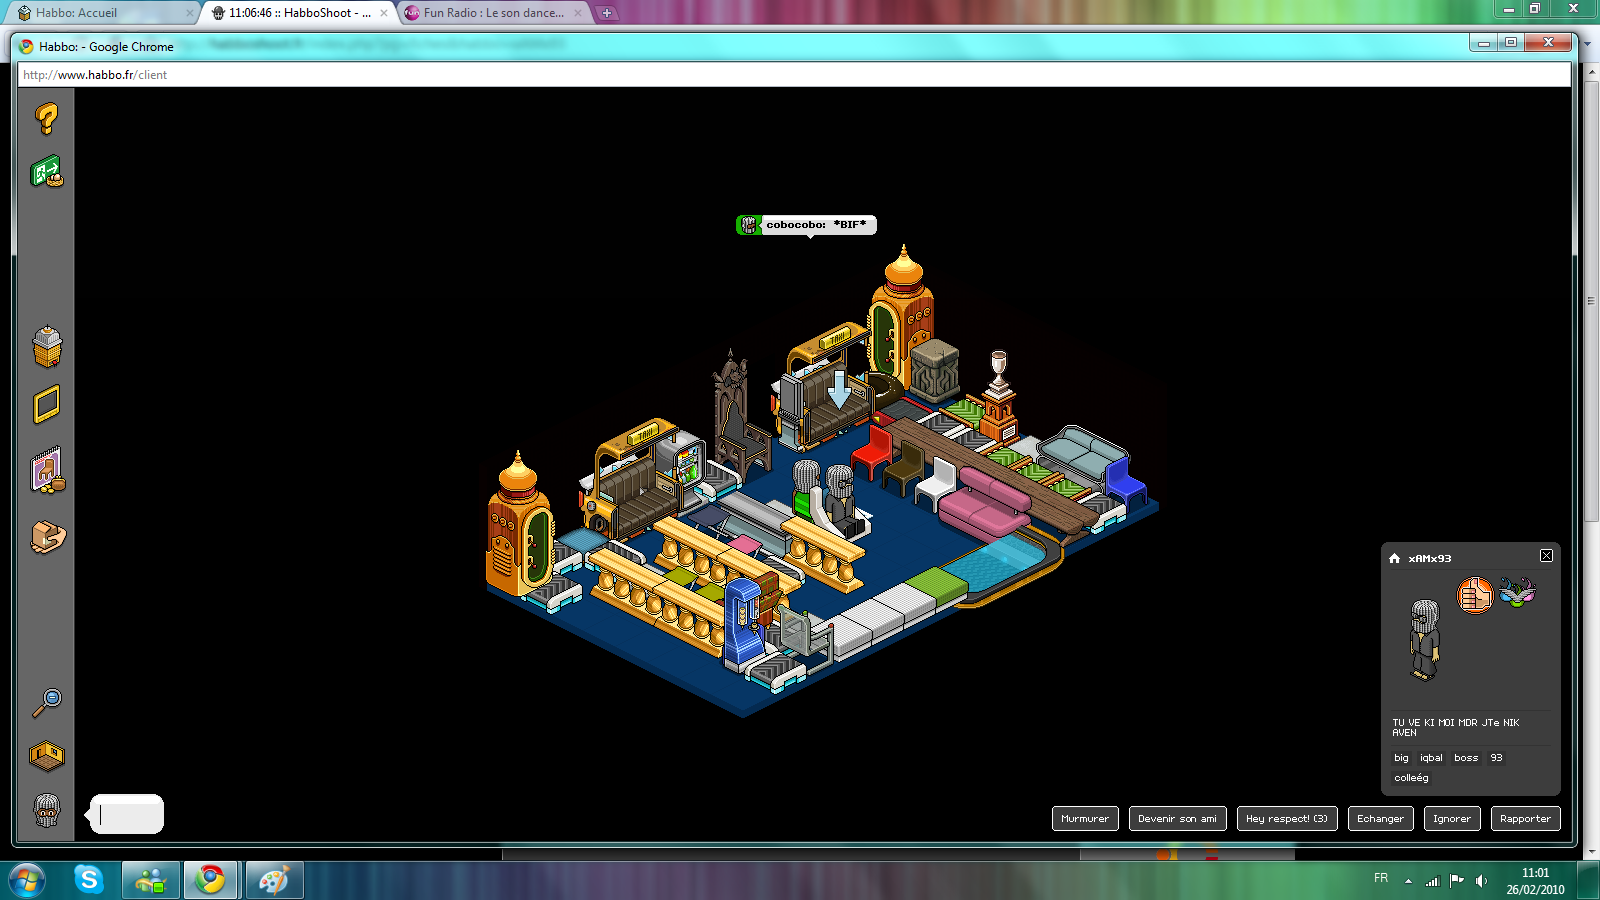 Habbo: Accueil
11:06:46 :: HabboShoot - ...
Fun Radio : Le son dance...
Habbo: - Google Chrome
http://www.habbo.fr/client
cobocobo: *BIF*
TAXI
TAXI
xAMx93
TU VE KI MOI MDR JTe NIK
AVEN
big iqbal boss 93
colleég
Murmurer Devenir son ami Hey respect! (3) Echanger Ignorer Rapporter
FR
11:01
26/02/2010